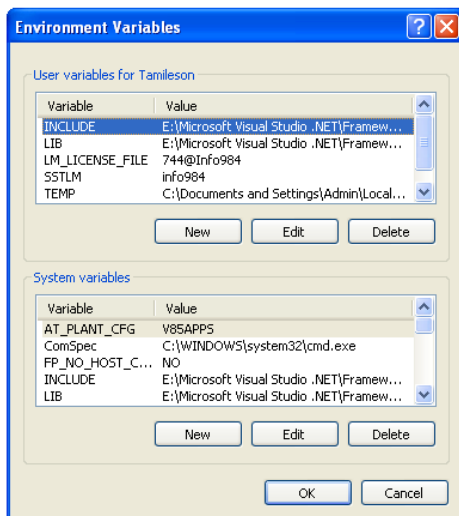 Environment Variables
User variables for Tamileson
Variable Value
INCLUDE E:\Microsoft Visual Studio .NET\Framew...
LIB E:\Microsoft Visual Studio .NET\Framew...
LM_LICENSE_FILE 744@Info984
SSTLM info984
TEMP C:\Documents and Settings\Admin\Local...
New Edit Delete
System variables
Variable Value
AT_PLANT_CFG V85APPS
ComSpec C:\WINDOWS\system32\cmd.exe
FP_NO_HOST_C... NO
INCLUDE E:\Microsoft Visual Studio .NET\Framew...
LIB E:\Microsoft Visual Studio .NET\Framew...
New Edit Delete
OK Cancel